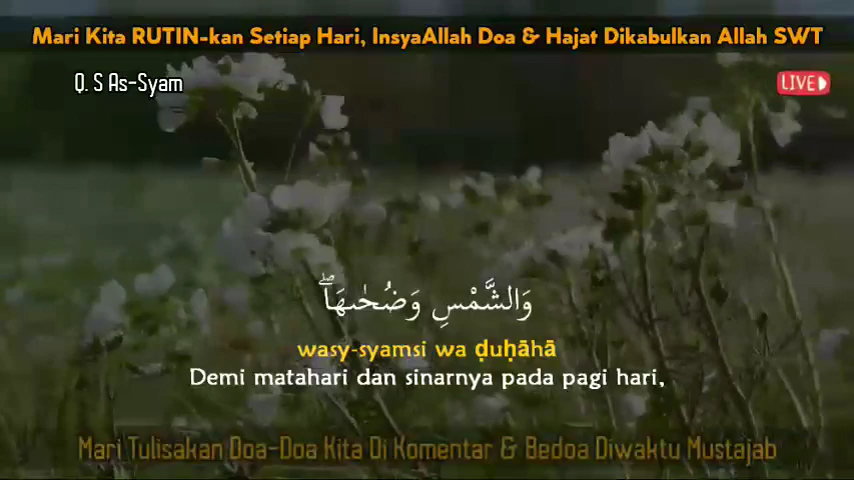 Mari Kita RUTIN-kan Setiap Hari, InsyaAllah Doa & Hajat Dikabulkan Allah SWT
Q. S As-Syam
LIVE
وَالشَّمْسِ وَضُحٰىهَاۖ
wasy-syamsi wa ḍuḥāhā
Demi matahari dan sinarnya pada pagi hari,
Mari Tulisakan Doa-Doa Kita Di Komentar & Bedoa Diwaktu Mustajab